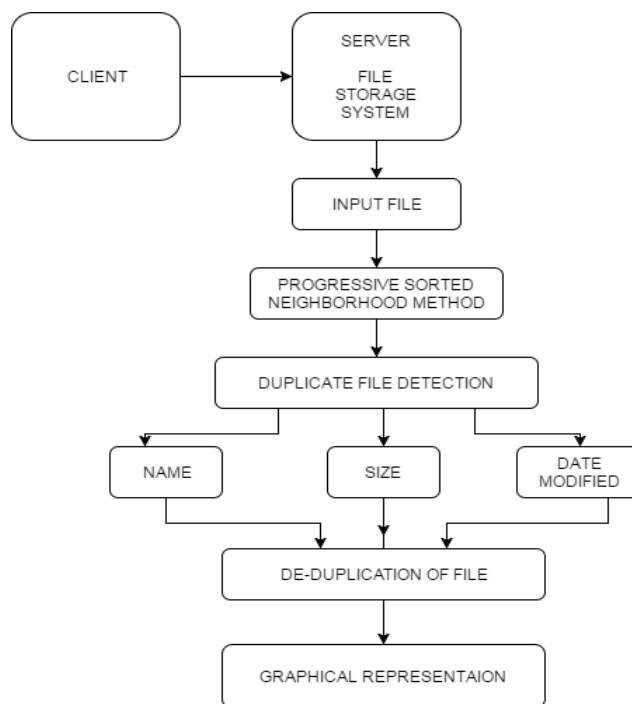 CLIENT
SERVER
FILE
STORAGE
SYSTEM
INPUT FILE
PROGRESSIVE SORTED
NEIGHBORHOOD METHOD
DUPLICATE FILE DETECTION
NAME
SIZE
DATE
MODIFIED
DE-DUPLICATION OF FILE
GRAPHICAL REPRESENTAION